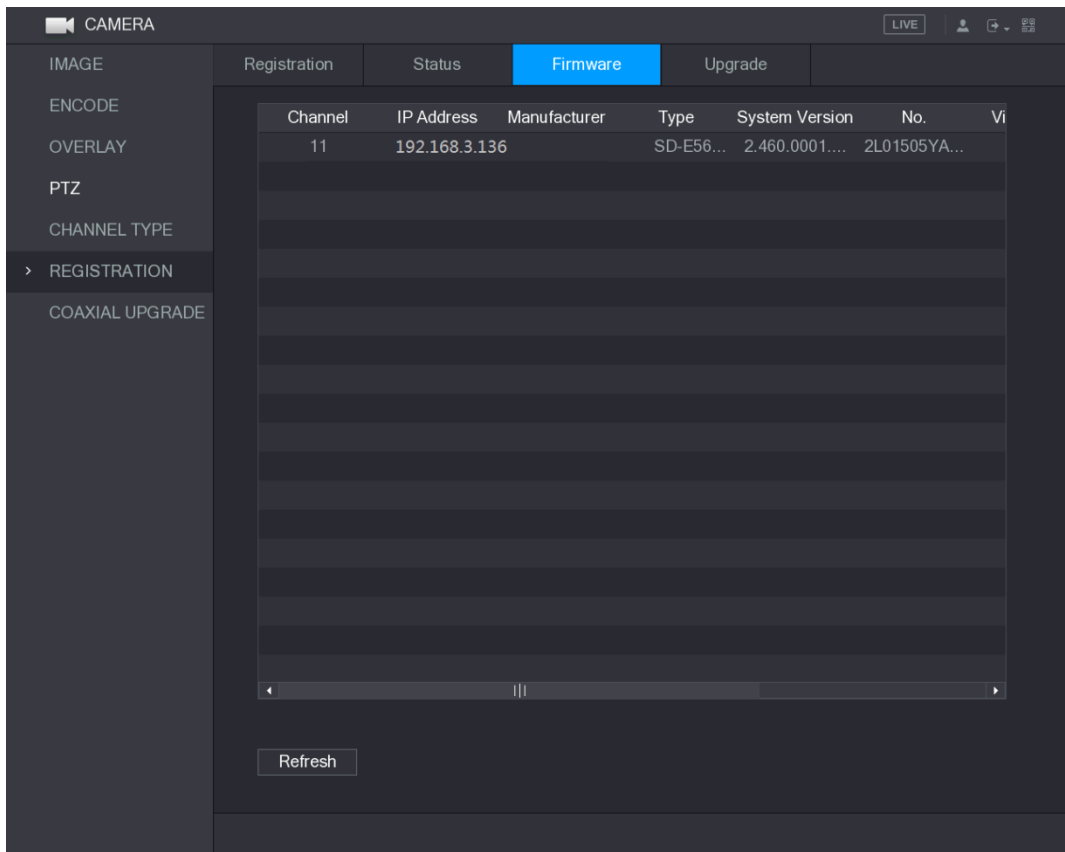 CAMERA LIVE
IMAGE
ENCODE
OVERLAY
PTZ
CHANNEL TYPE
REGISTRATION
COAXIAL UPGRADE
Registration Status Firmware Upgrade
Channel IP Address Manufacturer Type System Version No. Vi
11 192.168.3.136 SD-E56... 2.460.0001.... 2L01505YA...
Refresh